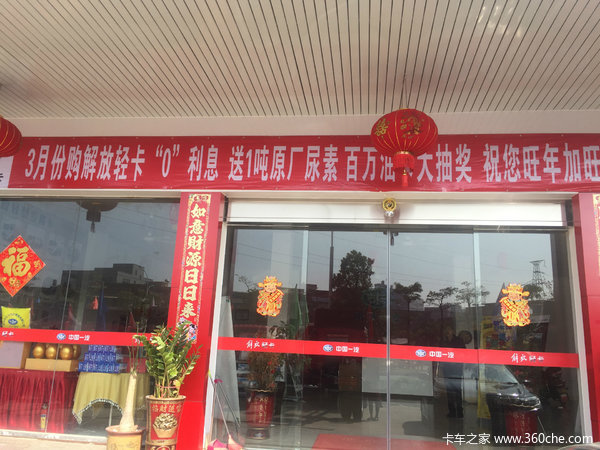 3月份购解放轻卡 “0” 利息 送1吨原厂尿素 百万油 大抽奖 祝您旺年加旺
如意财源日日来
福
中国一汽
中国一汽
中国一汽
解放
解放
卡车之家 www.360che.com